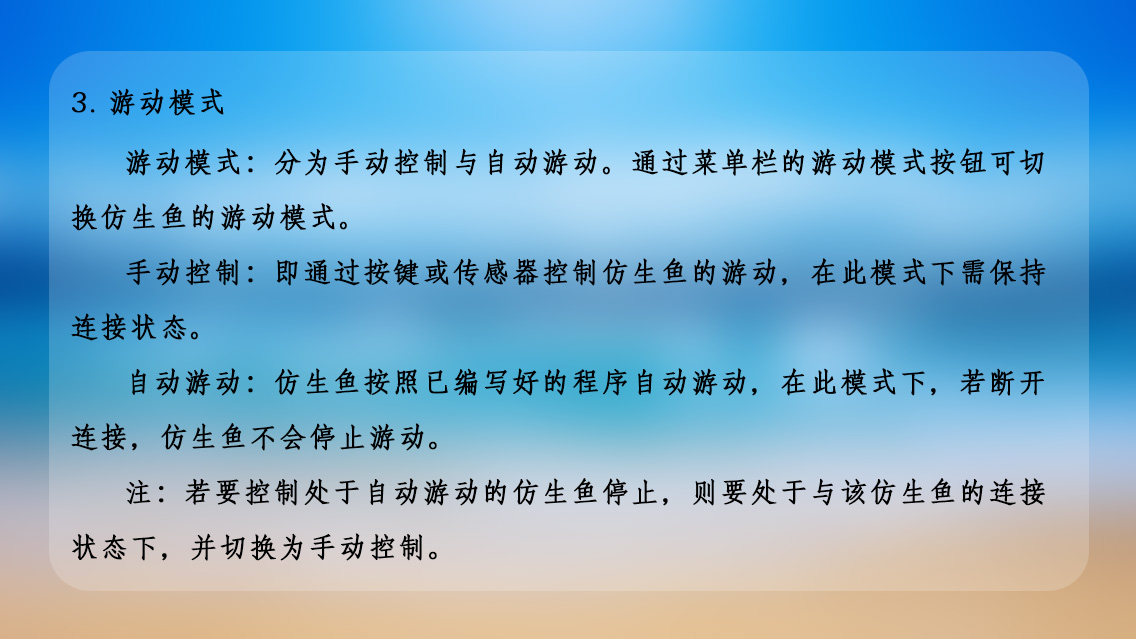 3. 游动模式
游动模式：分为手动控制与自动游动。通过菜单栏的游动模式按钮可切
换仿生鱼的游动模式。
手动控制：即通过按键或传感器控制仿生鱼的游动，在此模式下需保持
连接状态。
自动游动：仿生鱼按照已编写好的程序自动游动，在此模式下，若断开
连接，仿生鱼不会停止游动。
注：若要控制处于自动游动的仿生鱼停止，则要处于与该仿生鱼的连接
状态下，并切换为手动控制。